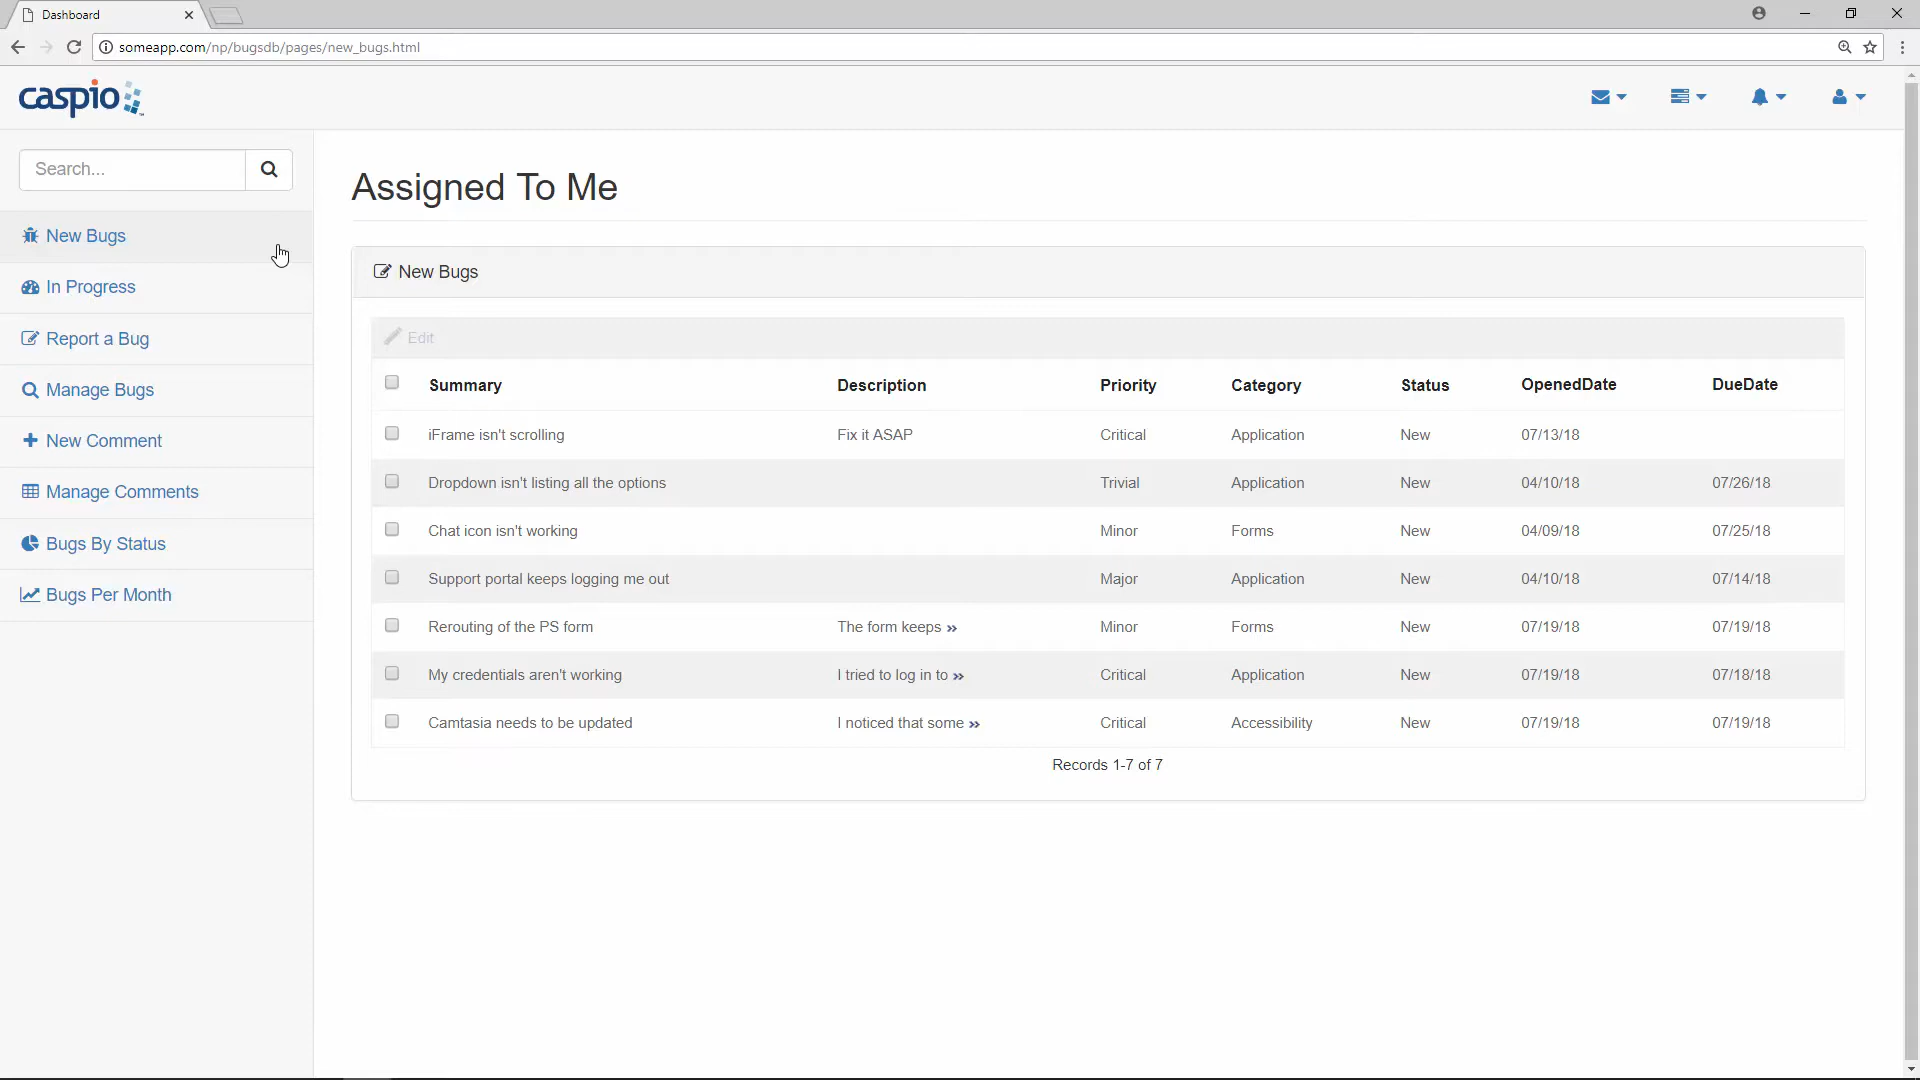 Dashboard
someapp.com/np/bugsdb/pages/new_bugs.html
caspio
Search...
New Bugs
In Progress
Report a Bug
Manage Bugs
New Comment
Manage Comments
Bugs By Status
Bugs Per Month
Assigned To Me
New Bugs
Edit
Summary Description Priority Category Status OpenedDate DueDate
iFrame isn't scrolling Fix it ASAP Critical Application New 07/13/18
Dropdown isn't listing all the options Trivial Application New 04/10/18 07/26/18
Chat icon isn't working Minor Forms New 04/09/18 07/25/18
Support portal keeps logging me out Major Application New 04/10/18 07/14/18
Rerouting of the PS form The form keeps » Minor Forms New 07/19/18 07/19/18
My credentials aren't working I tried to log in to » Critical Application New 07/19/18 07/18/18
Camtasia needs to be updated I noticed that some » Critical Accessibility New 07/19/18 07/19/18
Records 1-7 of 7